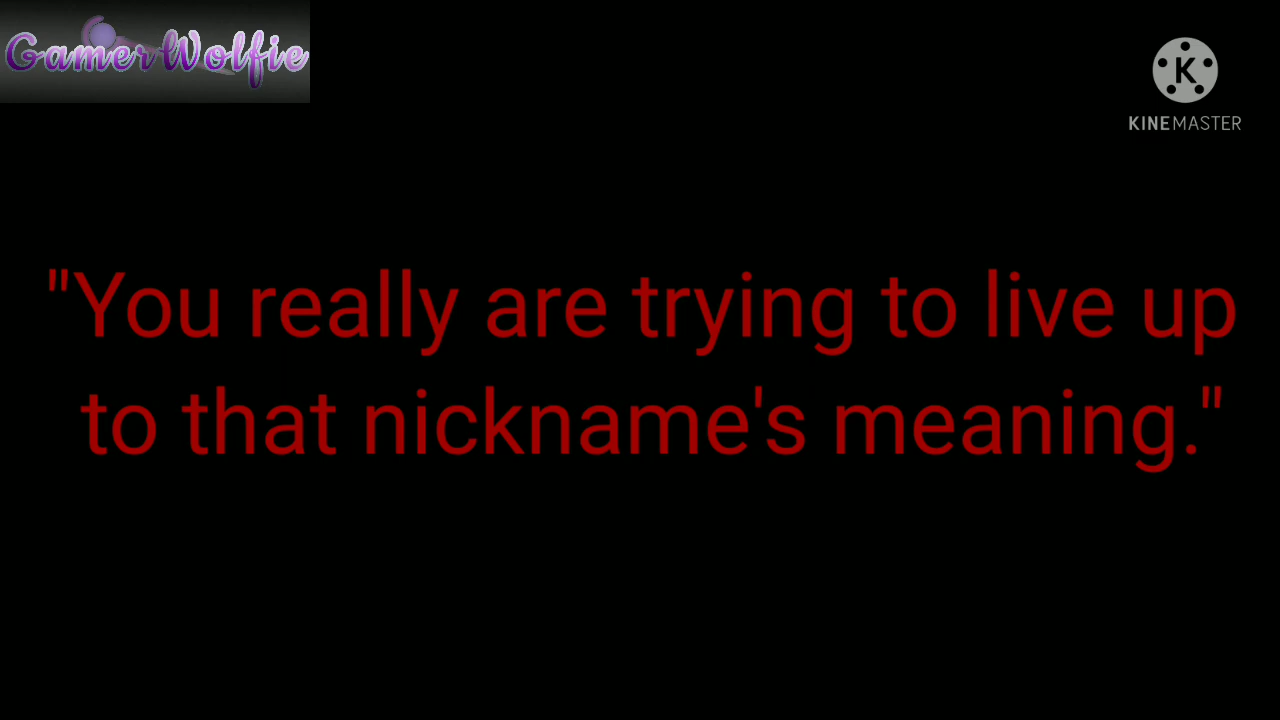 GamerWolfie
K
KINEMASTER
"You really are trying to live up
to that nickname's meaning."